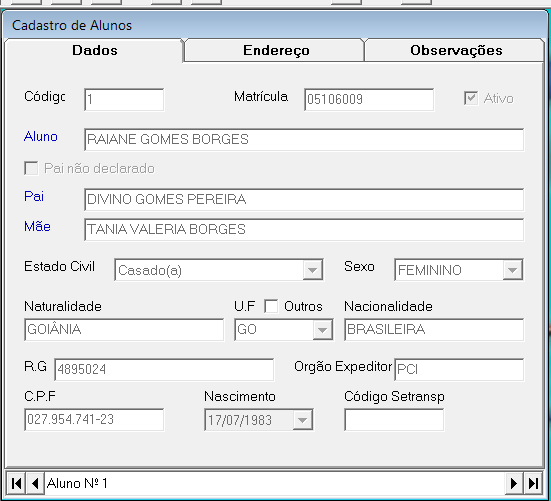 Cadastro de Alunos
Dados Endereço Observações
Código 1 Matrícula 05106009 Ativo
Aluno RAIANE GOMES BORGES
Pai não declarado
Pai DIVINO GOMES PEREIRA
Mãe TANIA VALERIA BORGES
Estado Civil Casado(a) Sexo FEMININO
Naturalidade U.F Outros Nacionalidade
GOIÂNIA GO BRASILEIRA
R.G 4895024 Orgão Expeditor PCI
C.P.F Nascimento Código Setransp
027.954.741-23 17/07/1983
Aluno Nº 1